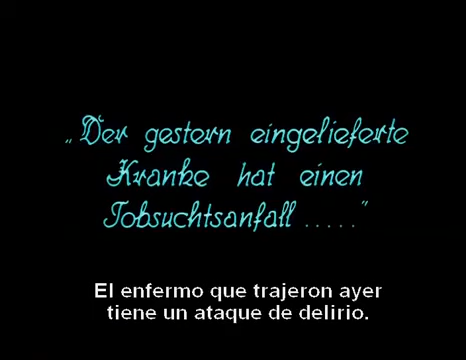 „Der gestern eingelieferte
Kranke hat einen
Tobsuchtsanfall ....."
El enfermo que trajeron ayer
tiene un ataque de delirio.